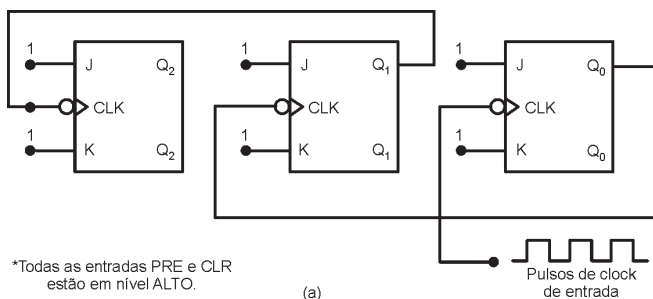 1
J
Q2
CLK
1
K
Q2
1
J
Q1
CLK
1
K
Q1
1
J
Q0
CLK
1
K
Q0
*Todas as entradas PRE e CLR
estão em nível ALTO.
(a)
Pulsos de clock
de entrada